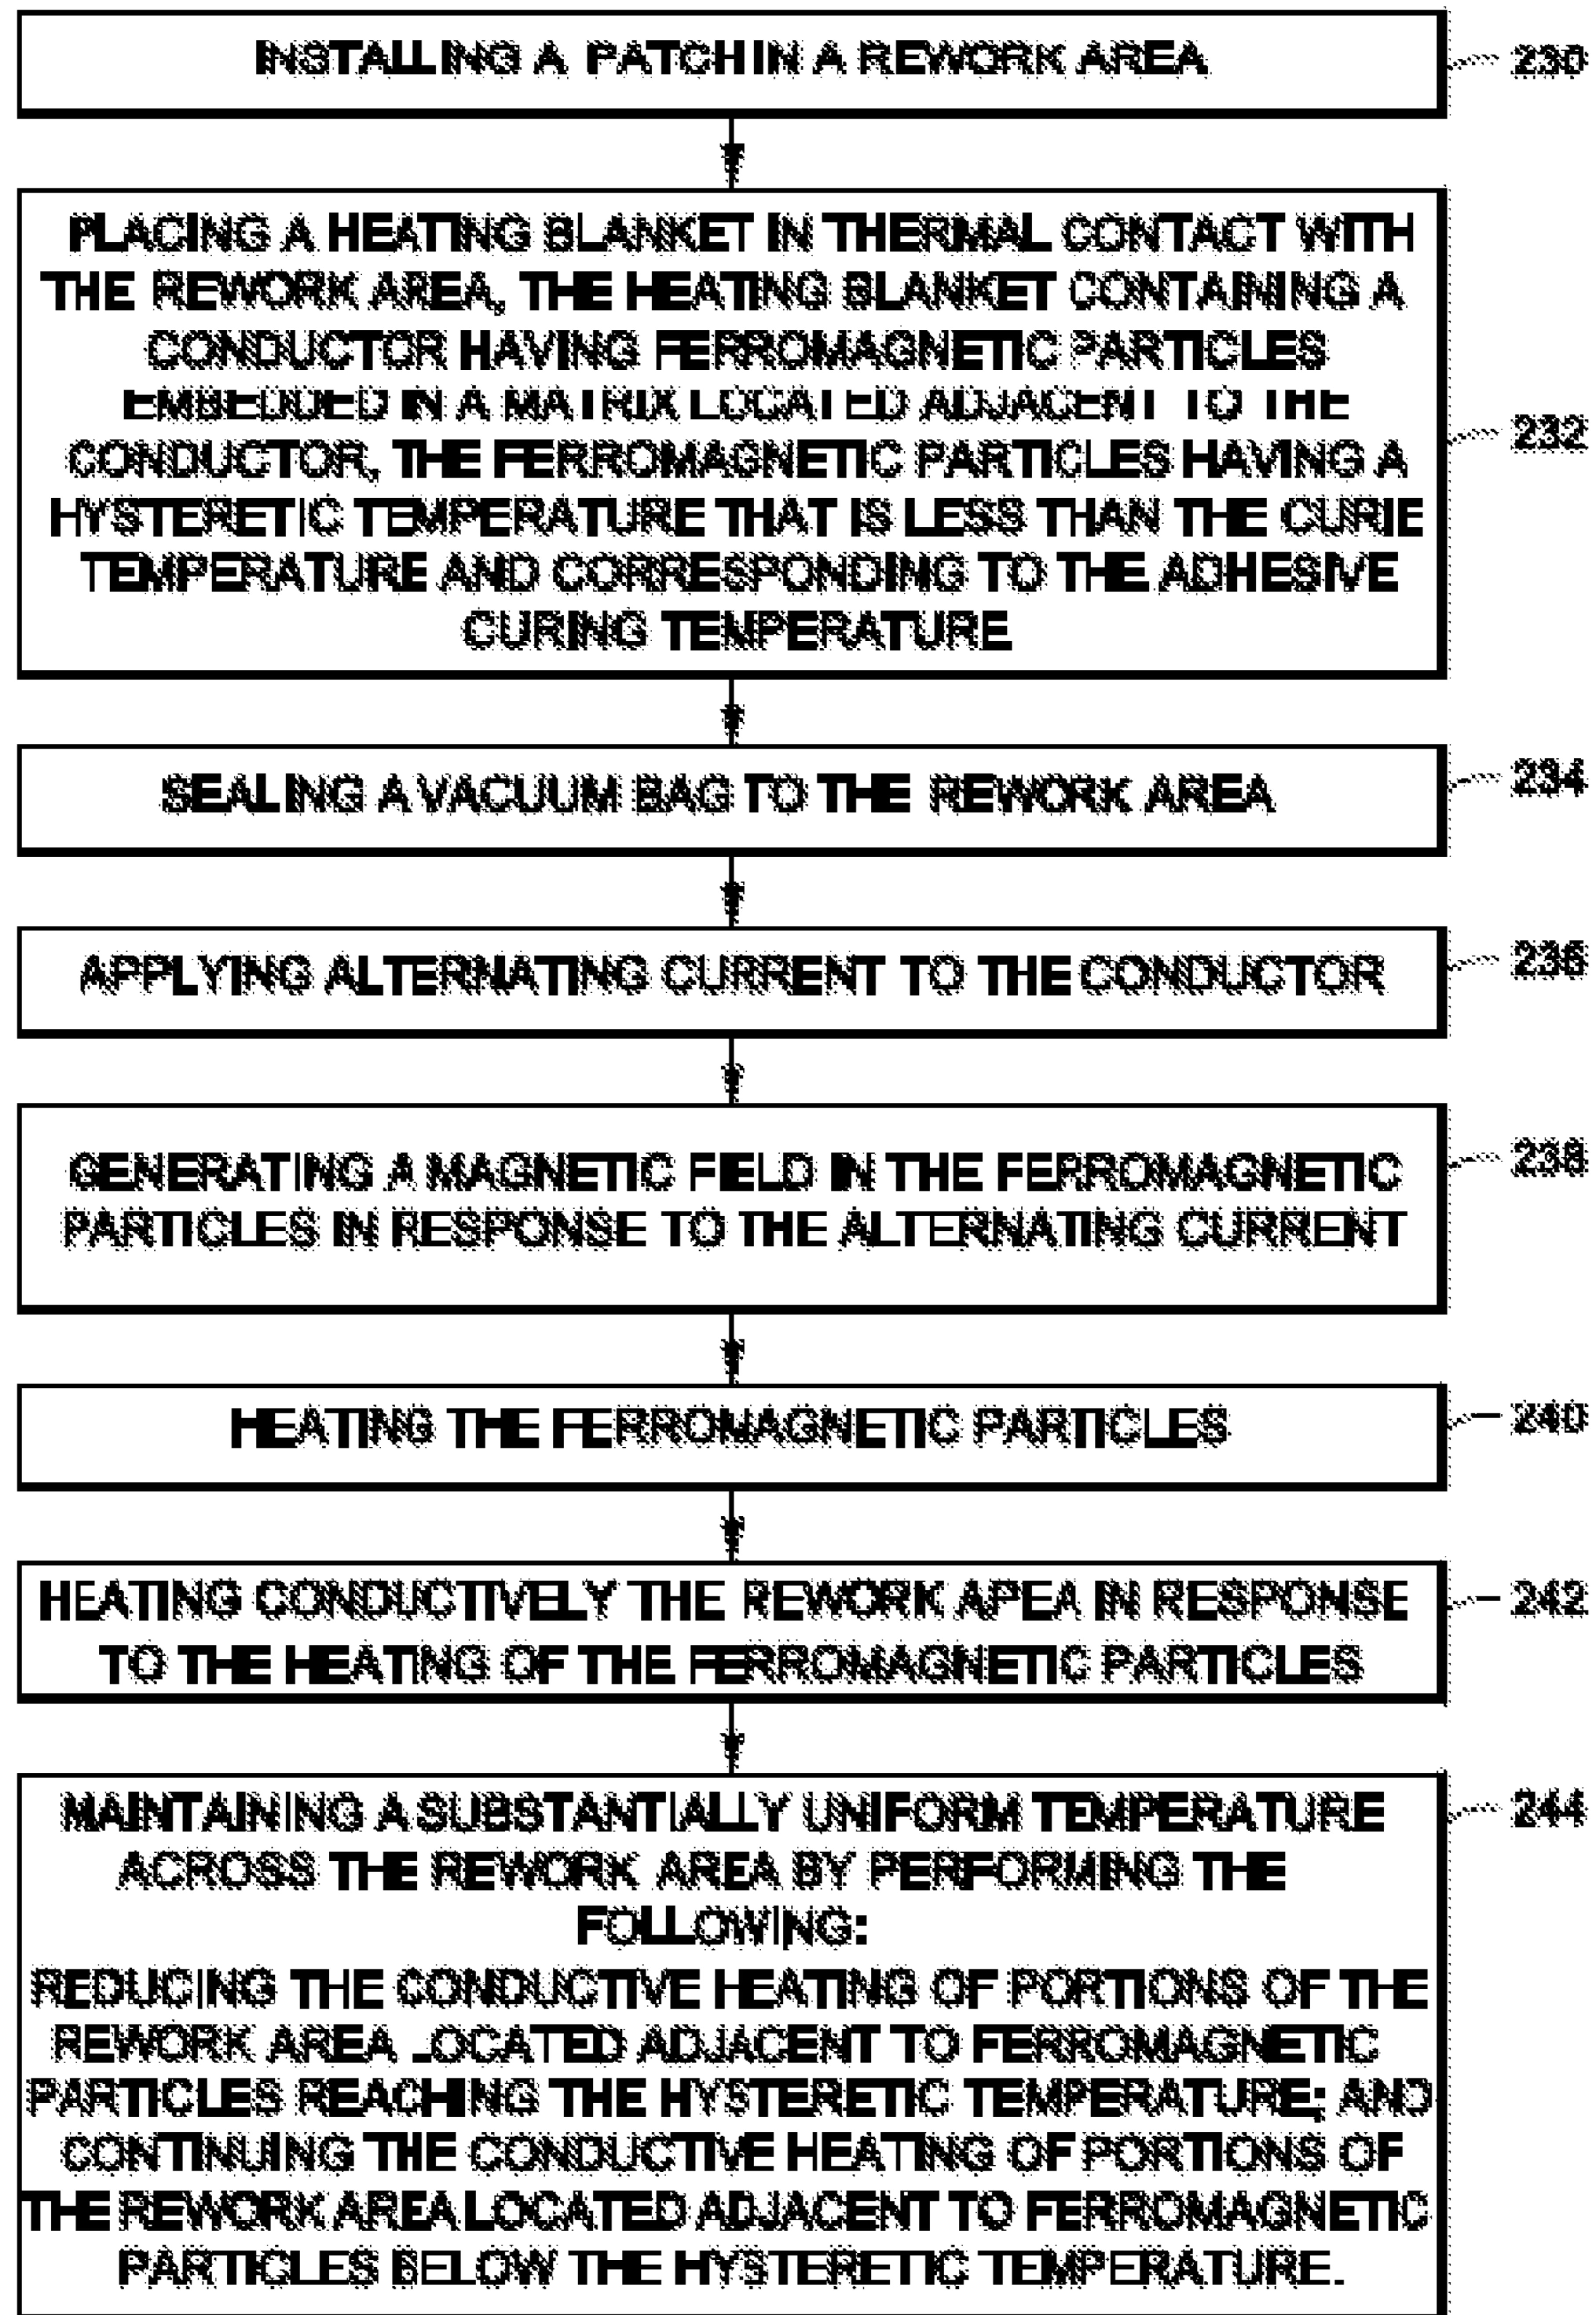 INSTALLING A PATCH IN A REWORK AREA
230
PLACING A HEATING BLANKET IN THERMAL CONTACT WITH
THE REWORK AREA, THE HEATING BLANKET CONTAINING A
CONDUCTOR HAVING FERROMAGNETIC PARTICLES
EMBEDDED IN A MATRIX LOCATED ADJACENT TO THE
CONDUCTOR, THE FERROMAGNETIC PARTICLES HAVING A
HYSTERETIC TEMPERATURE THAT IS LESS THAN THE CURIE
TEMPERATURE AND CORRESPONDING TO THE ADHESIVE
CURING TEMPERATURE
232
SEALING A VACUUM BAG TO THE REWORK AREA
234
APPLYING ALTERNATING CURRENT TO THE CONDUCTOR
236
GENERATING A MAGNETIC FIELD IN THE FERROMAGNETIC
PARTICLES IN RESPONSE TO THE ALTERNATING CURRENT
238
HEATING THE FERROMAGNETIC PARTICLES
240
HEATING CONDUCTIVELY THE REWORK AREA IN RESPONSE
TO THE HEATING OF THE FERROMAGNETIC PARTICLES
242
MAINTAINING A SUBSTANTIALLY UNIFORM TEMPERATURE
ACROSS THE REWORK AREA BY PERFORMING THE
FOLLOWING:
REDUCING THE CONDUCTIVE HEATING OF PORTIONS OF THE
REWORK AREA LOCATED ADJACENT TO FERROMAGNETIC
PARTICLES REACHING THE HYSTERETIC TEMPERATURE; AND
CONTINUING THE CONDUCTIVE HEATING OF PORTIONS OF
THE REWORK AREA LOCATED ADJACENT TO FERROMAGNETIC
PARTICLES BELOW THE HYSTERETIC TEMPERATURE.
244